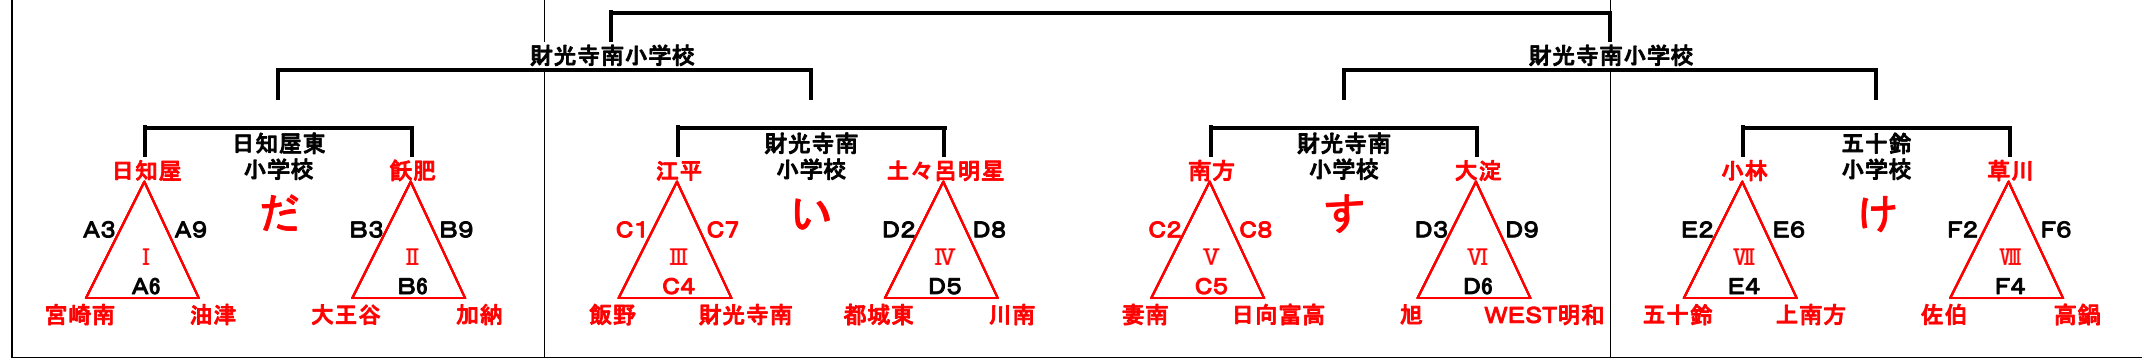 財光寺南小学校 財光寺南小学校
日知屋東 財光寺南 財光寺南 五十鈴
小学校 小学校 小学校 小学校
日知屋 飫肥 江平 土々呂明星 南方 大淀 小林 草川
だ い す け
A3 A9 B3 B9 C1 C7 D2 D8 C2 C8 D3 D9 E2 E6 F2 F6
Ⅰ Ⅱ Ⅲ Ⅳ Ⅴ Ⅵ Ⅶ Ⅷ
A6 B6 C4 D5 C5 D6 E4 F4
宮崎南 油津 大王谷 加納 飯野 財光寺南 都城東 川南 妻南 日向富高 旭 WEST明和 五十鈴 上南方 佐伯 高鍋